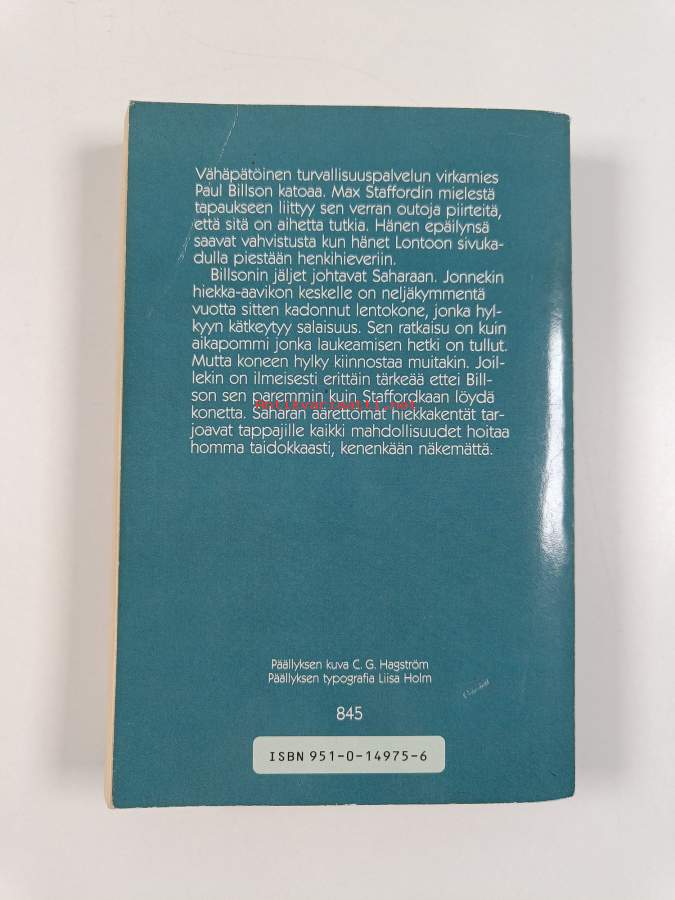 Vähäpätöinen turvallisuuspalvelun virkamies
Paul Billson katoaa. Max Staffordin mielestä
tapaukseen liittyy sen verran outoja piirteitä,
että sitä on aihetta tutkia. Hänen epäilynsä
saavat vahvistusta kun hänet Lontoon sivuka-
dulla piestään henkihieveriin.
Billsonin jäljet johtavat Saharaan. Jonnekin
hiekka-aavikon keskelle on neljäkymmentä
vuotta sitten kadonnut lentokone, jonka hyl-
kyyn kätkeytyy salaisuus. Sen ratkaisu on kuin
aikapommi jonka laukeamisen hetki on tullut.
Mutta koneen hylky kiinnostaa muitakin. Joil-
lekin on ilmeisesti erittäin tärkeää ettei Bill-
son sen paremmin kuin Staffordkaan löydä
Antikvariaatti.net
konetta. Saharan äärettömät hiekkakentät tar-
joavat tappajille kaikki mahdollisuudet hoitaa
homma taidokkaasti, kenenkään näkemättä.
Päällyksen kuva C. G. Hagström
Päällyksen typografia Liisa Holm
845
ISBN 951-0-14975-6